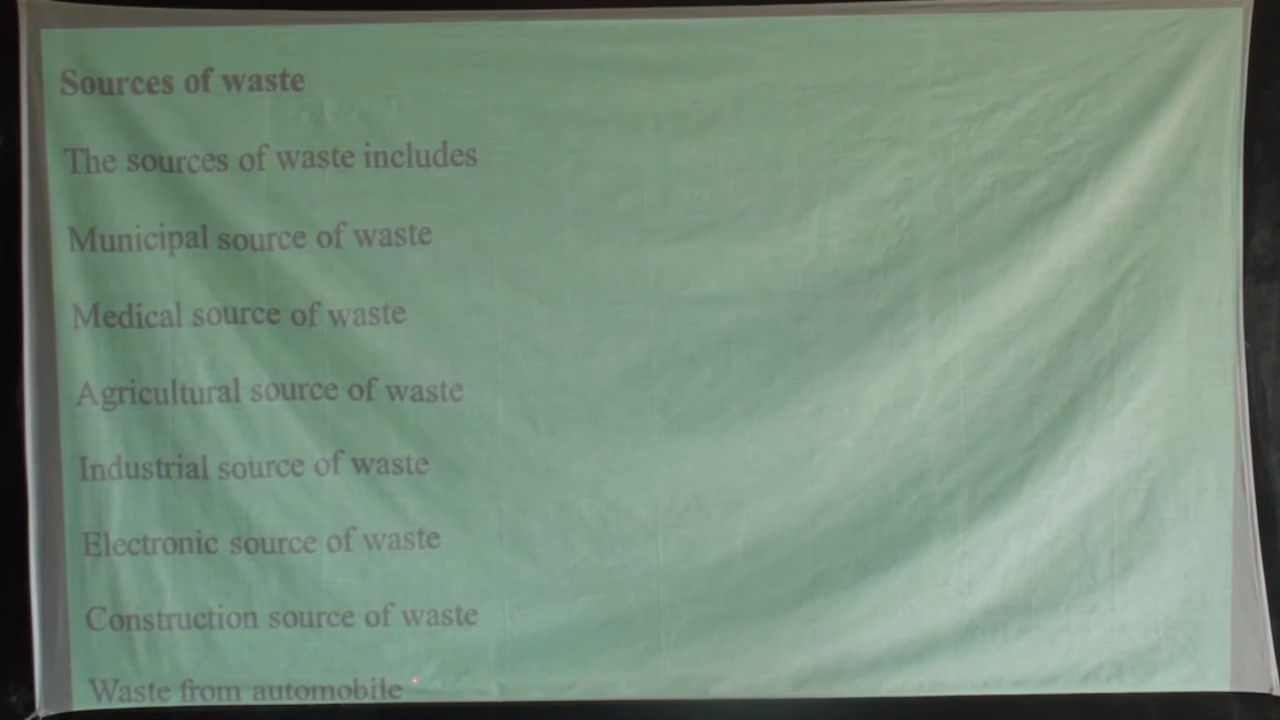 Sources of waste
The sources of waste includes
Municipal source of waste
Medical source of waste
Agricultural source of waste
Industrial source of waste
Electronic source of waste
Construction source of waste
Waste from automobile